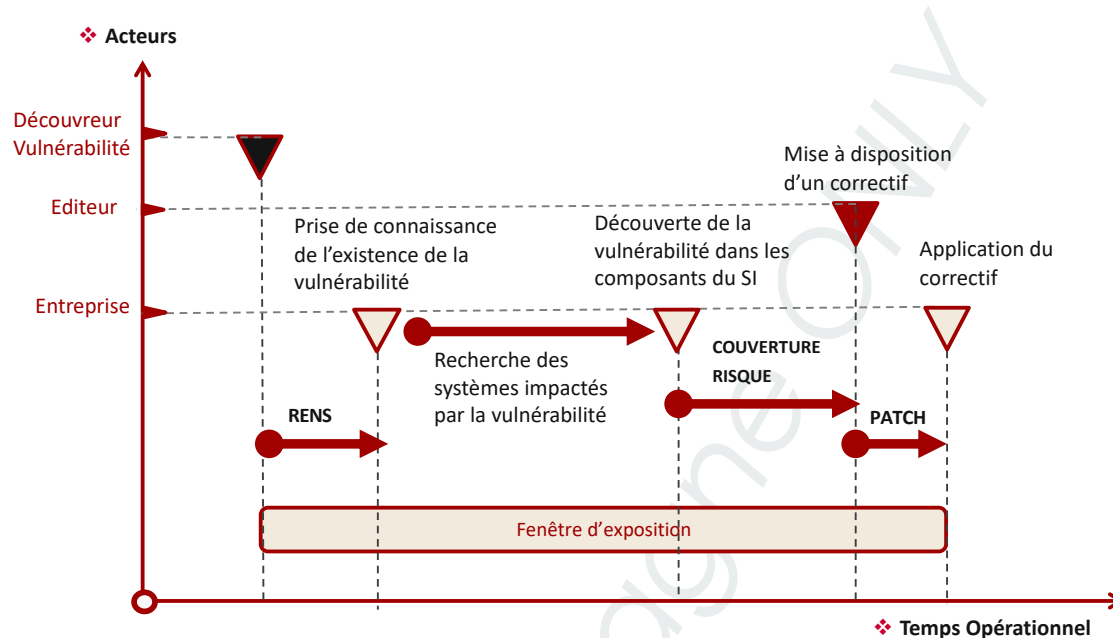 ❖ Acteurs
Découvreur
Vulnérabilité
Mise à disposition
d'un correctif
Editeur
Prise de connaissance
de l'existence de la
vulnérabilité
Découverte de la
vulnérabilité dans les
composants du SI
Application du
correctif
Entreprise
COUVERTURE
RISQUE
Recherche des
systèmes impactés
par la vulnérabilité
RENS
PATCH
Fenêtre d'exposition
❖ Temps Opérationnel
agne ONLY